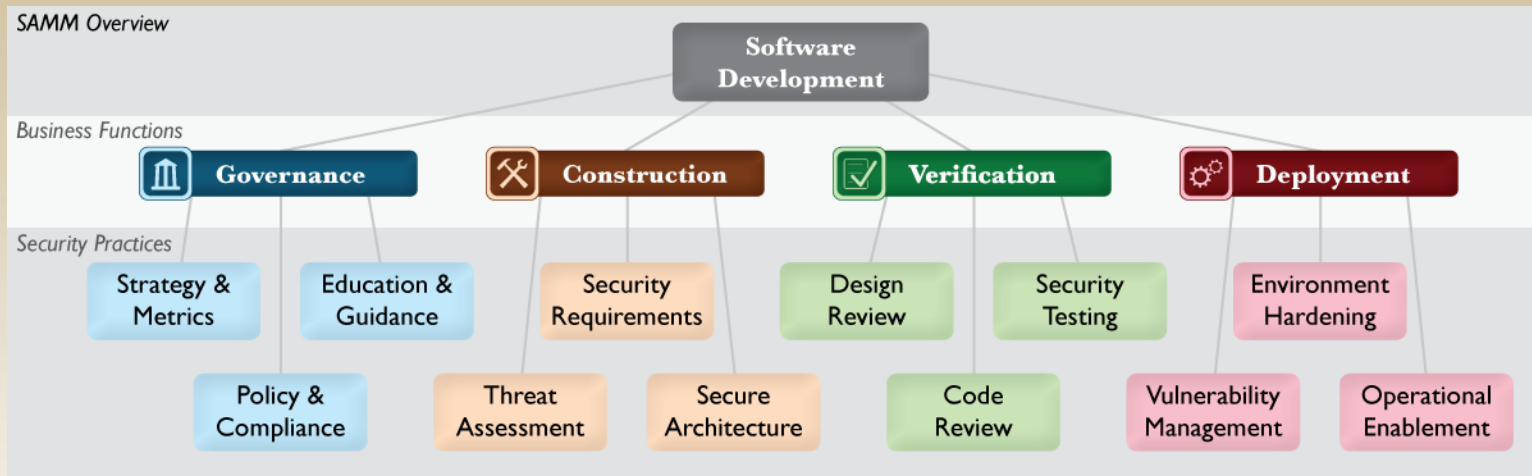 SAMM Overview
Software
Development
Business Functions
Governance
Construction
Verification
Deployment
Security Practices
Strategy &
Metrics
Education &
Guidance
Security
Requirements
Design
Review
Security
Testing
Environment
Hardening
Policy &
Compliance
Threat
Assessment
Secure
Architecture
Code
Review
Vulnerability
Management
Operational
Enablement